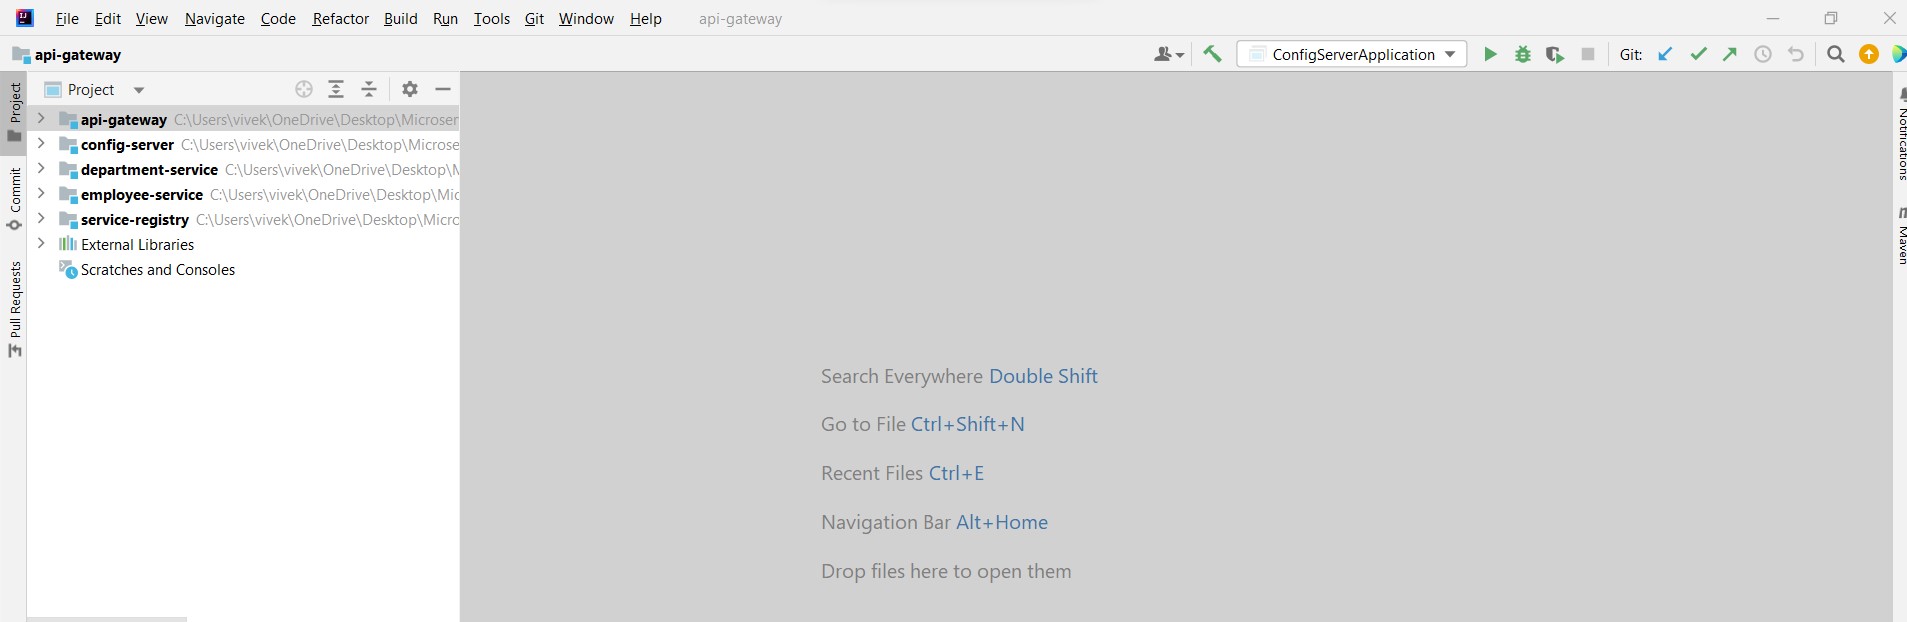 File Edit View Navigate Code Refactor Build Run Tools Git Window Help api-gateway
api-gateway
ConfigServerApplication
Git:
Project
Project
Commit
Pull Requests
api-gateway C:\Users\vivek\OneDrive\Desktop\Microser
config-server C:\Users\vivek\OneDrive\Desktop\Microse
department-service C:\Users\vivek\OneDrive\Desktop\M
employee-service C:\Users\vivek\OneDrive\Desktop\Mic
service-registry C:\Users\vivek\OneDrive\Desktop\Micro
External Libraries
Scratches and Consoles
Search Everywhere Double Shift
Go to File Ctrl+Shift+N
Recent Files Ctrl+E
Navigation Bar Alt+Home
Drop files here to open them
Notifications
Maven